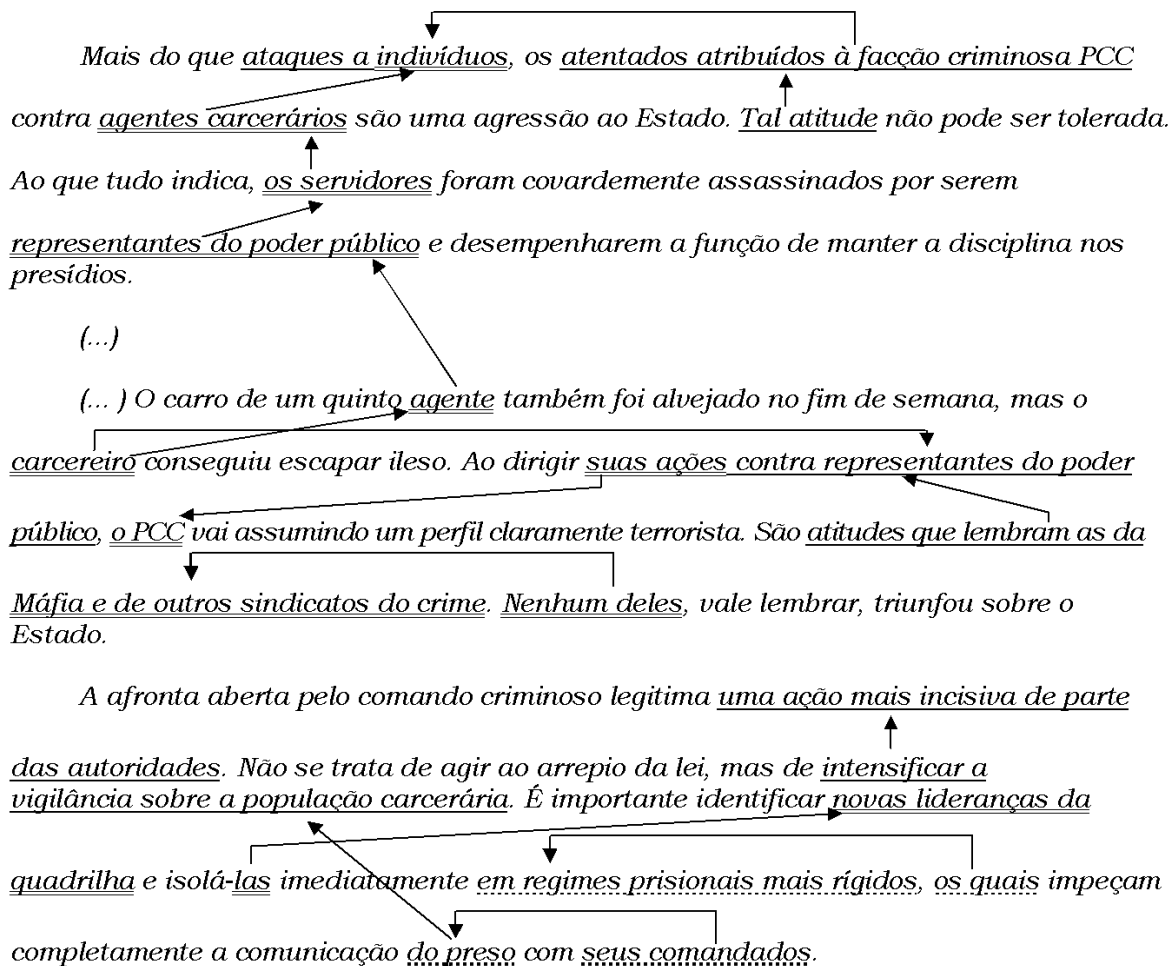 Mais do que ataques a indivíduos, os atentados atribuídos à facção criminosa PCC
contra agentes carcerários são uma agressão ao Estado. Tal atitude não pode ser tolerada.
Ao que tudo indica, os servidores foram covardemente assassinados por serem
representantes do poder público e desempenharem a função de manter a disciplina nos
presídios.
(...)
(... ) O carro de um quinto agente também foi alvejado no fim de semana, mas o
carcereiro conseguiu escapar ileso. Ao dirigir suas ações contra representantes do poder
público, o PCC vai assumindo um perfil claramente terrorista. São atitudes que lembram as da
Máfia e de outros sindicatos do crime. Nenhum deles, vale lembrar, triunfou sobre o
Estado.
A afronta aberta pelo comando criminoso legitima uma ação mais incisiva de parte
das autoridades. Não se trata de agir ao arrepio da lei, mas de intensificar a
vigilância sobre a população carcerária. É importante identificar novas lideranças da
quadrilha e isolá-las imediatamente em regimes prisionais mais rígidos, os quais impeçam
completamente a comunicação do preso com seus comandados.